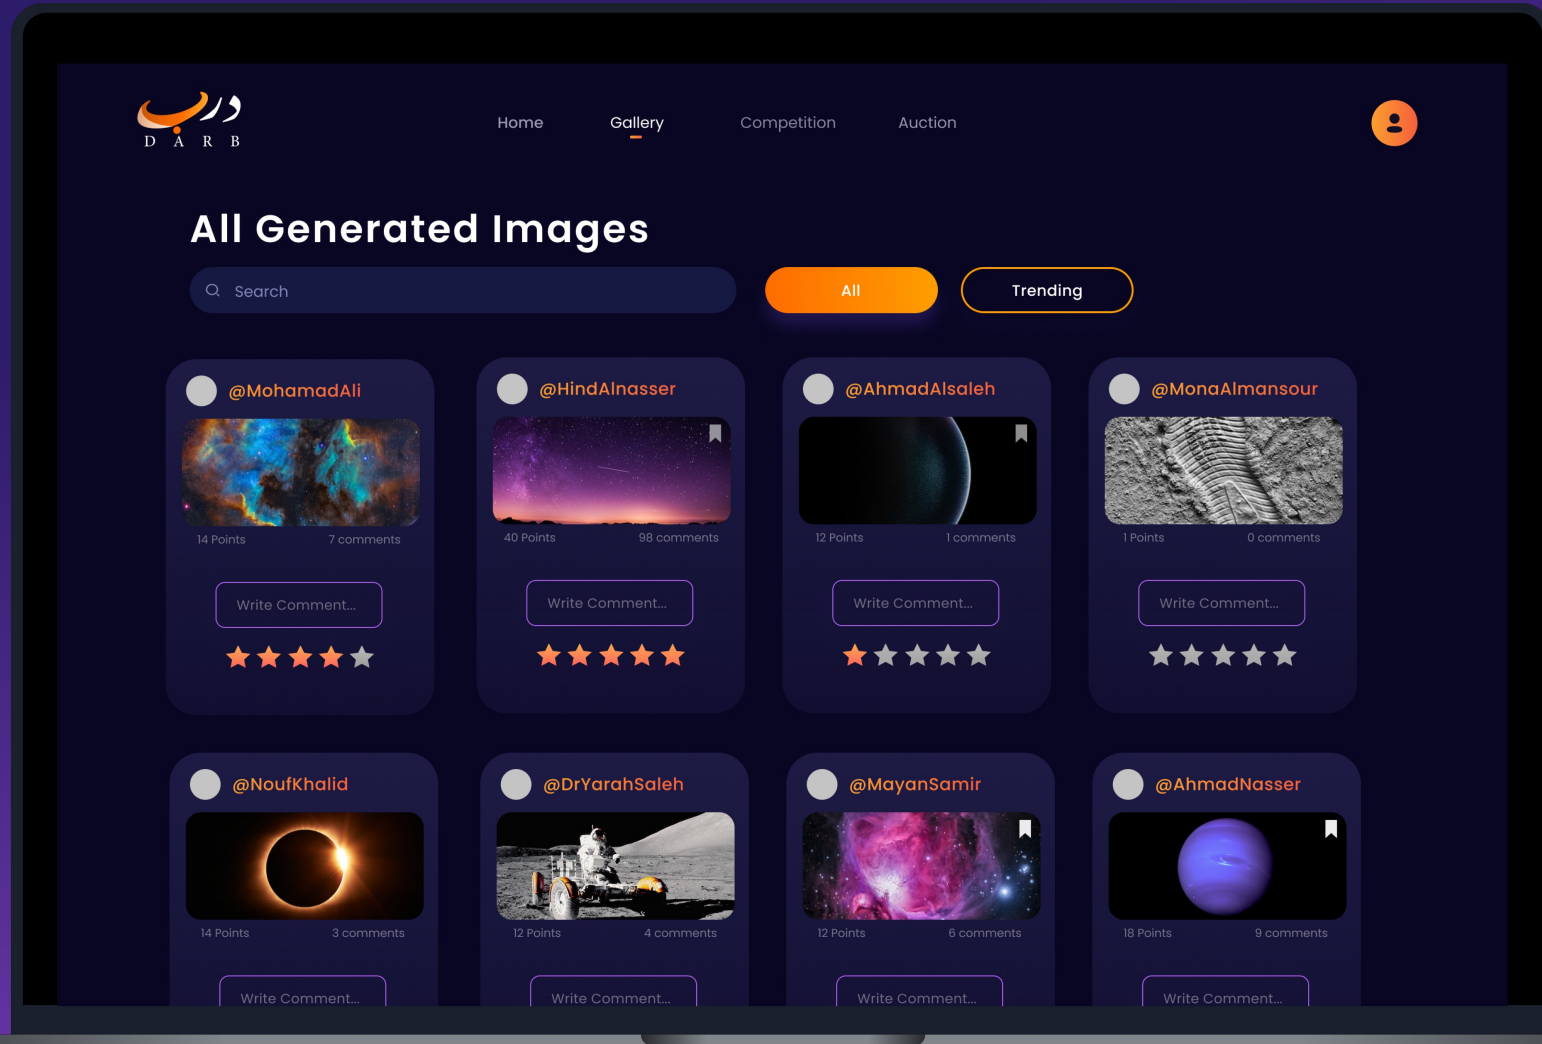 درب
DARB
Home Gallery Competition Auction
All Generated Images
Search All Trending
@MohamadAli @HindAlnasser @AhmadAlsaleh @MonaAlmansour
14 Points 7 comments 40 Points 98 comments 12 Points 1 comments 1 Points 0 comments
Write Comment... Write Comment... Write Comment... Write Comment...
@NoufKhalid @DrYarahSaleh @MayanSamir @AhmadNasser
14 Points 3 comments 12 Points 4 comments 12 Points 6 comments 18 Points 9 comments
Write Comment... Write Comment... Write Comment... Write Comment...